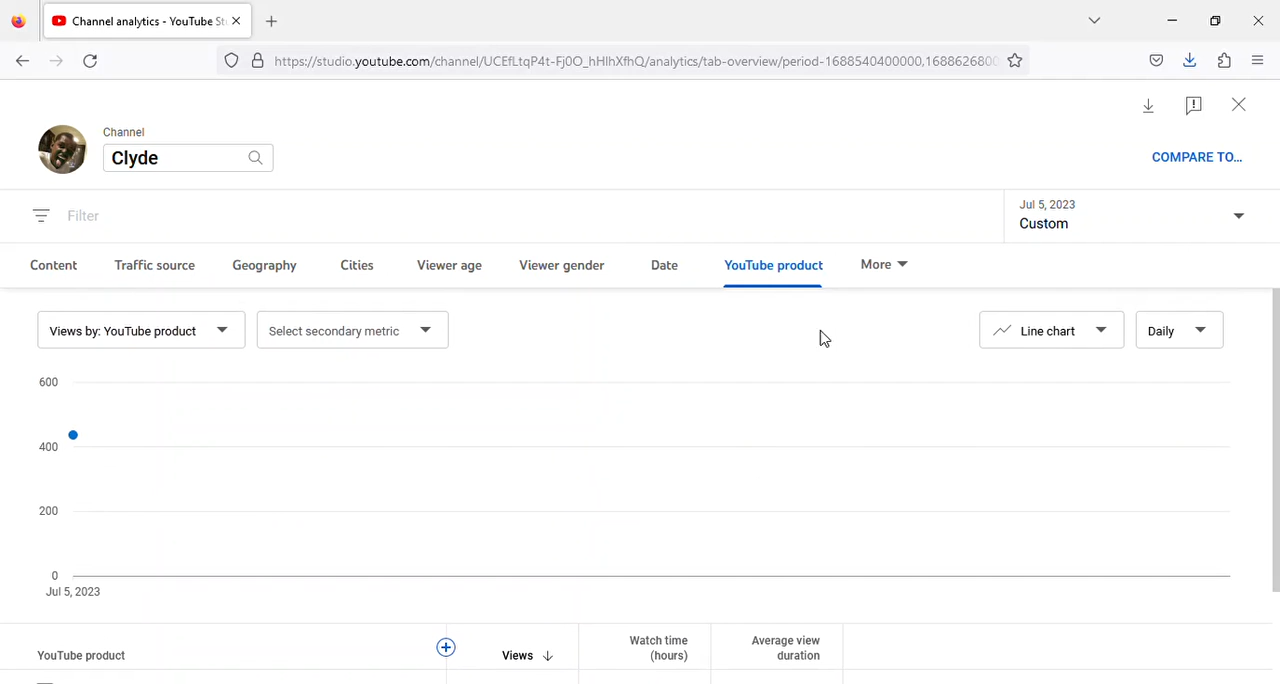 Channel analytics - YouTube St
https://studio.youtube.com/channel/UCEfLtqP4t-Fj0O_hHIhXfhQ/analytics/tab-overview/period-1688540400000,1688626800
Channel
Clyde
COMPARE TO...
Filter
Jul 5, 2023
Custom
Content
Traffic source
Geography
Cities
Viewer age
Viewer gender
Date
YouTube product
More
Views by: YouTube product
Select secondary metric
Line chart
Daily
600
400
200
0
Jul 5, 2023
YouTube product
Views
Watch time
(hours)
Average view
duration